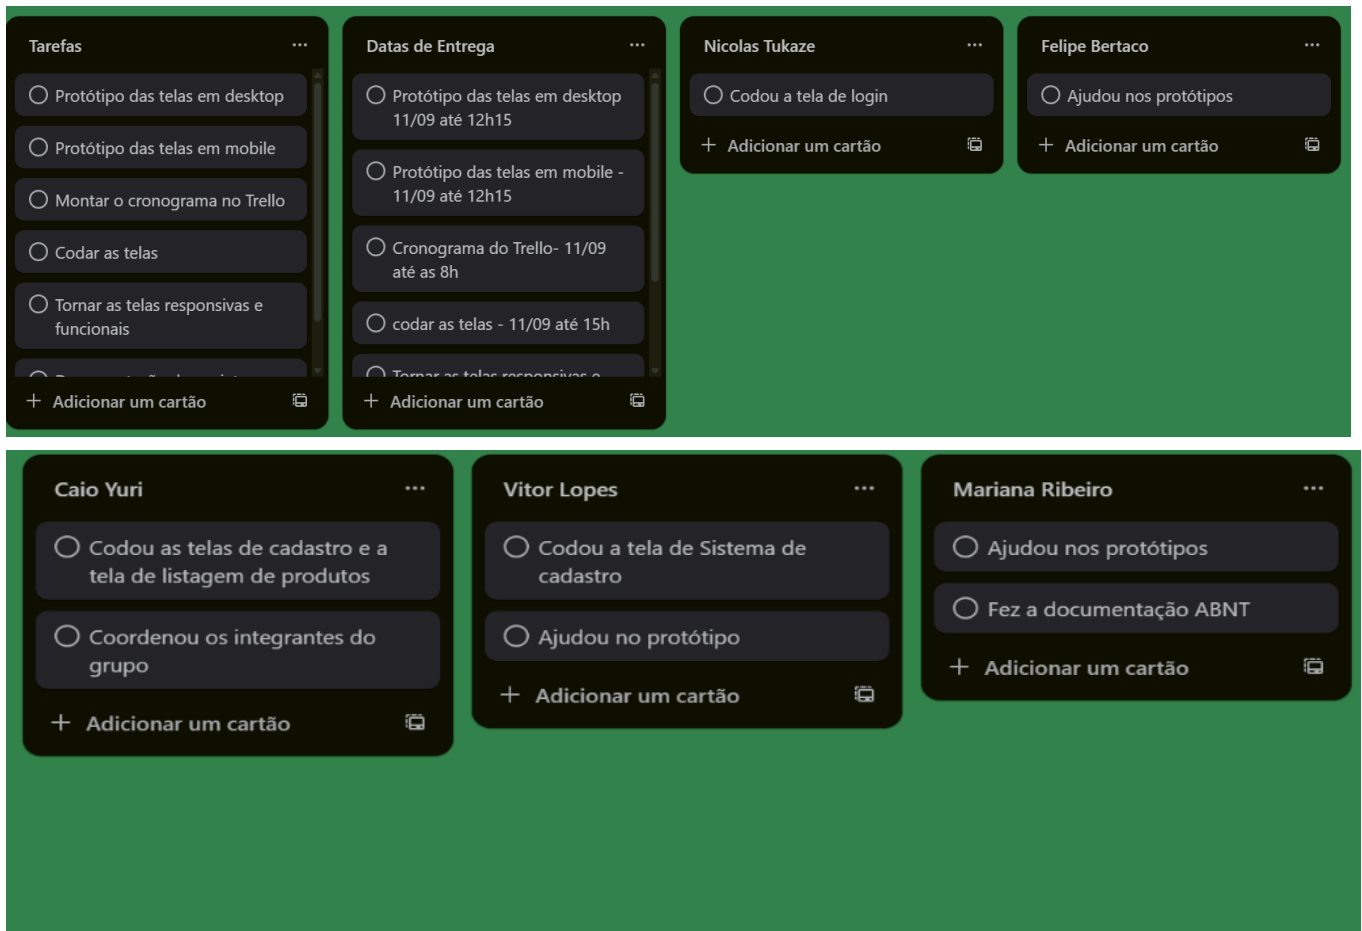 Tarefas
Protótipo das telas em desktop
Protótipo das telas em mobile
Montar o cronograma no Trello
Codar as telas
Tornar as telas responsivas e
funcionais
Adicionar um cartão
Datas de Entrega
Protótipo das telas em desktop
11/09 até 12h15
Protótipo das telas em mobile -
11/09 até 12h15
Cronograma do Trello- 11/09
até as 8h
codar as telas - 11/09 até 15h
Tornar as telas responsivas e
Adicionar um cartão
Nicolas Tukaze
Codou a tela de login
Adicionar um cartão
Felipe Bertaco
Ajudou nos protótipos
Adicionar um cartão
Caio Yuri
Codou as telas de cadastro e a
tela de listagem de produtos
Coordenou os integrantes do
grupo
Adicionar um cartão
Vitor Lopes
Codou a tela de Sistema de
cadastro
Ajudou no protótipo
Adicionar um cartão
Mariana Ribeiro
Ajudou nos protótipos
Fez a documentação ABNT
Adicionar um cartão